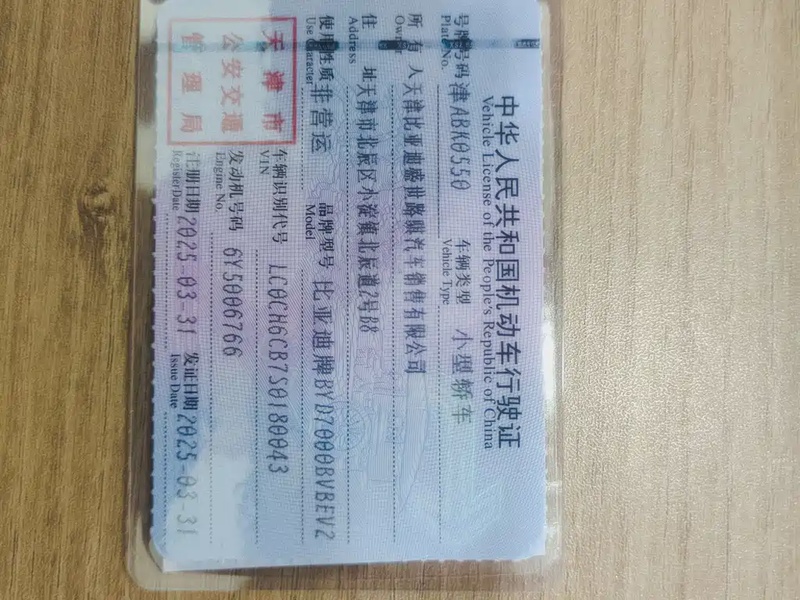 中华人民共和国机动车行驶证
Vehicle License of the People's Republic of China
号牌号码 津ABK0550 车辆类型 小型轿车
Plate No. Vehicle Type
所有人 天津比亚迪盛世路骐汽车销售有限公司
Owner
住址 天津市北辰区小淀镇北辰道2号88
Address
使用性质 非营运 品牌型号 比亚迪牌BYD7000BVBEV2
Use Character Model
天津市
公安交通
管理局
车辆识别代号 LC0CH6CB7S0180043
VIN
发动机号码 6Y5006766
Engine No.
注册日期 2025-03-31 发证日期 2025-03-31
Register Date Issue Date